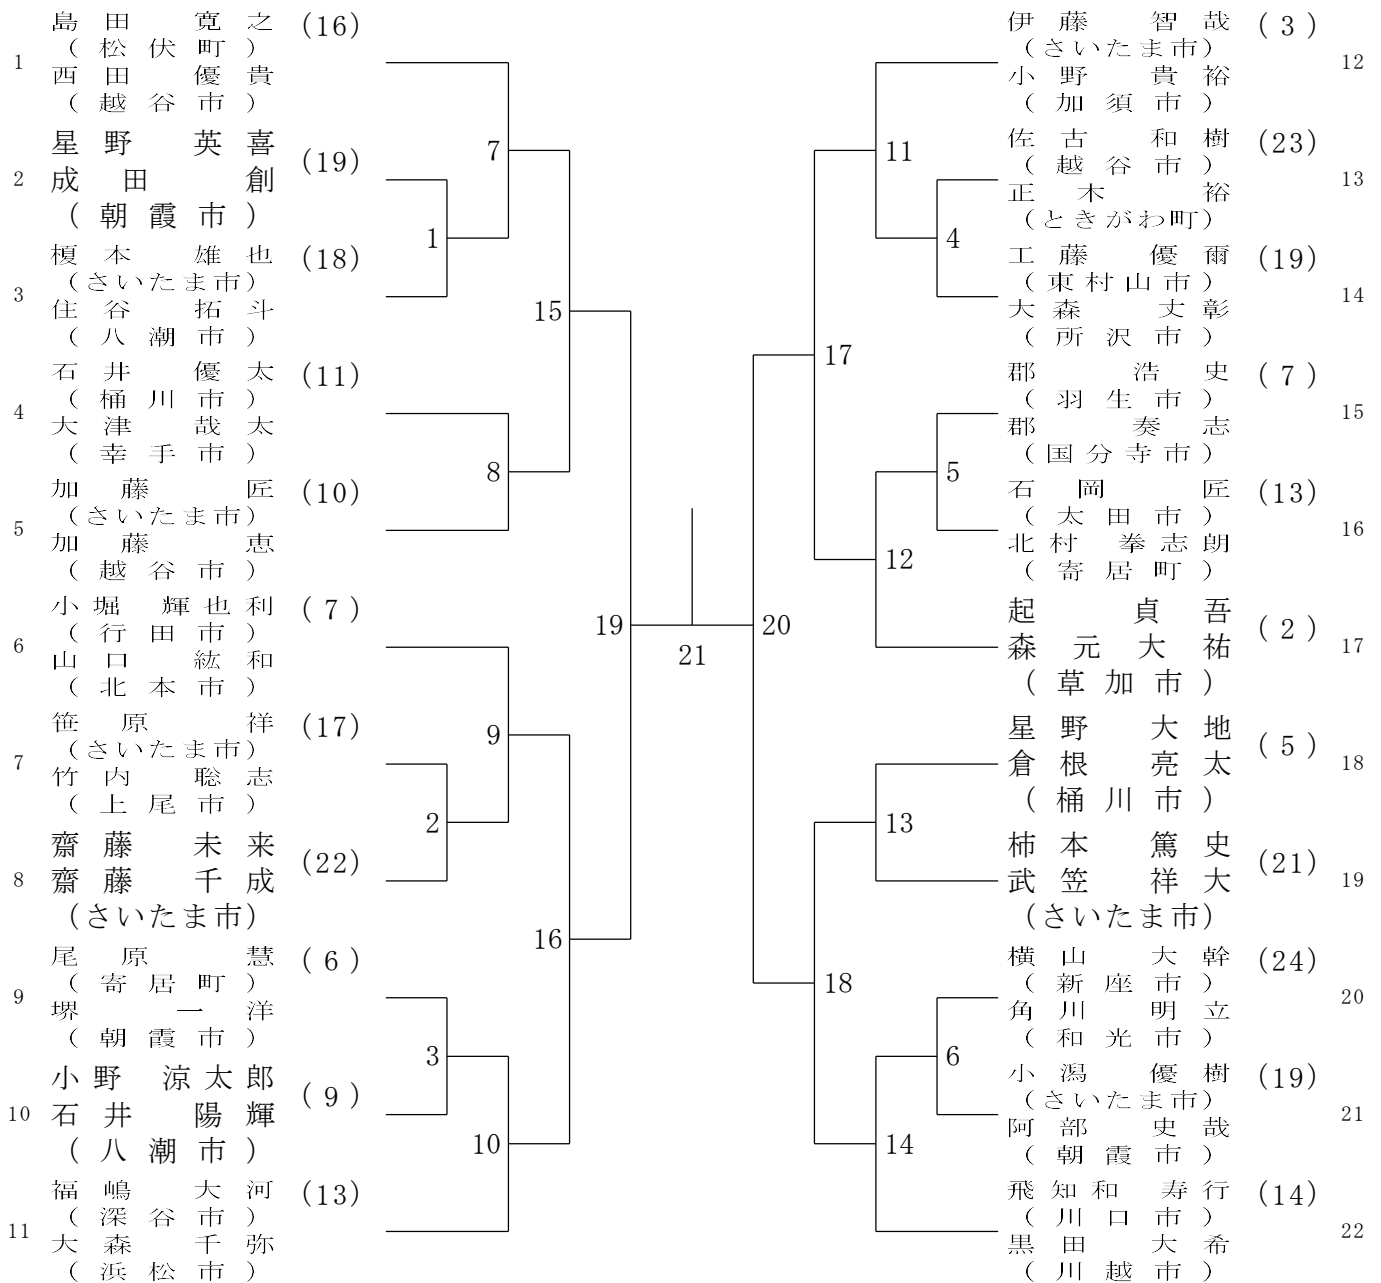 1
島田 寛之 (16)
(松伏町)
西田 優貴
(越谷市)
2
星野 英喜 (19)
成田 創
(朝霞市)
3
榎本 雄也 (18)
(さいたま市)
住谷 拓斗
(八潮市)
4
石井 優太 (11)
(桶川市)
大津 哉太
(幸手市)
5
加藤 匠 (10)
(さいたま市)
加藤 恵
(越谷市)
6
小堀 輝也利 (7)
(行田市)
山口 紘和
(北本市)
7
笹原 祥 (17)
(さいたま市)
竹内 聡志
(上尾市)
8
齋藤 未来 (22)
齋藤 千成
(さいたま市)
9
尾原 慧 (6)
(寄居町)
堺 一洋
(朝霞市)
10
小野 涼太郎 (9)
石井 陽輝
(八潮市)
11
福嶋 大河 (13)
(深谷市)
大森 千弥
(浜松市)
7
1
15
8
19
9
2
16
3
10
21
20
11
4
17
5
12
13
18
6
14
伊藤 智哉 (3)
(さいたま市)
小野 貴裕
(加須市)
12
佐古 和樹 (23)
(越谷市)
正木 裕
(ときがわ町)
13
工藤 優爾 (19)
(東村山市)
大森 丈彰
(所沢市)
14
郡 浩史 (7)
(羽生市)
郡 奏志
(国分寺市)
15
石岡 匠 (13)
(太田市)
北村 拳志朗
(寄居町)
16
起 貞吾 (2)
森元 大祐
(草加市)
17
星野 大地 (5)
倉根 亮太
(桶川市)
18
柿本 篤史 (21)
武笠 祥大
(さいたま市)
19
横山 大幹 (24)
(新座市)
角川 明立
(和光市)
20
小潟 優樹 (19)
(さいたま市)
阿部 史哉
(朝霞市)
21
飛知和 寿行 (14)
(川口市)
黒田 大希
(川越市)
22